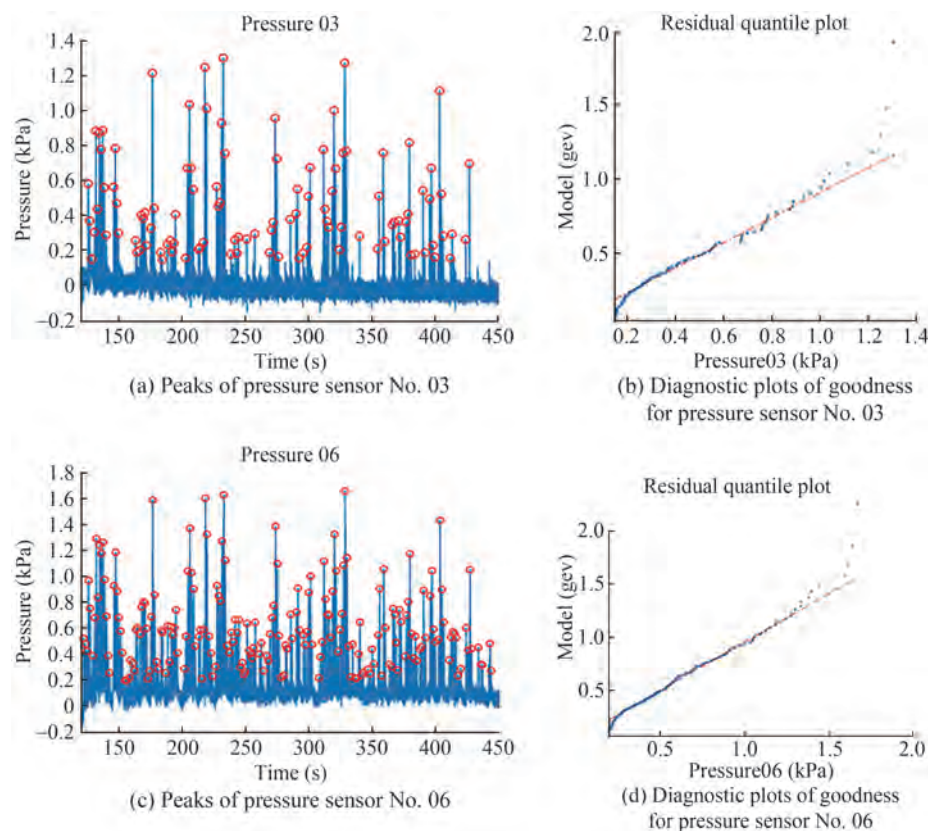 Pressure 03
1.4
1.2
1.0
0.8
0.6
0.4
0.2
0
–0.2
Pressure (kPa)
150
200
250
300
350
400
450
Time (s)
(a) Peaks of pressure sensor No. 03
Residual quantile plot
2.0
1.5
1.0
0.5
Model (gev)
0.2
0.4
0.6
0.8
1.0
1.2
1.4
Pressure03 (kPa)
(b) Diagnostic plots of goodness
for pressure sensor No. 03
Pressure 06
1.8
1.6
1.4
1.2
1.0
0.8
0.6
0.4
0.2
0
–0.2
Pressure (kPa)
150
200
250
300
350
400
450
Time (s)
(c) Peaks of pressure sensor No. 06
Residual quantile plot
2.0
1.5
1.0
0.5
Model (gev)
0.5
1.0
1.5
2.0
Pressure06 (kPa)
(d) Diagnostic plots of goodness
for pressure sensor No. 06